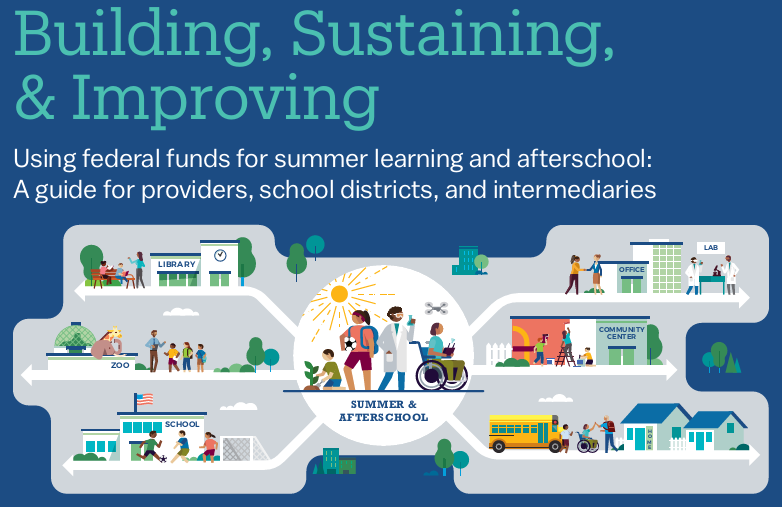 Building, Sustaining,
& Improving
Using federal funds for summer learning and afterschool:
A guide for providers, school districts, and intermediaries
LIBRARY
LAB
OFFICE
COMMUNITY
CENTER
ZOO
SUMMER &
AFTERSCHOOL
SCHOOL
HOME